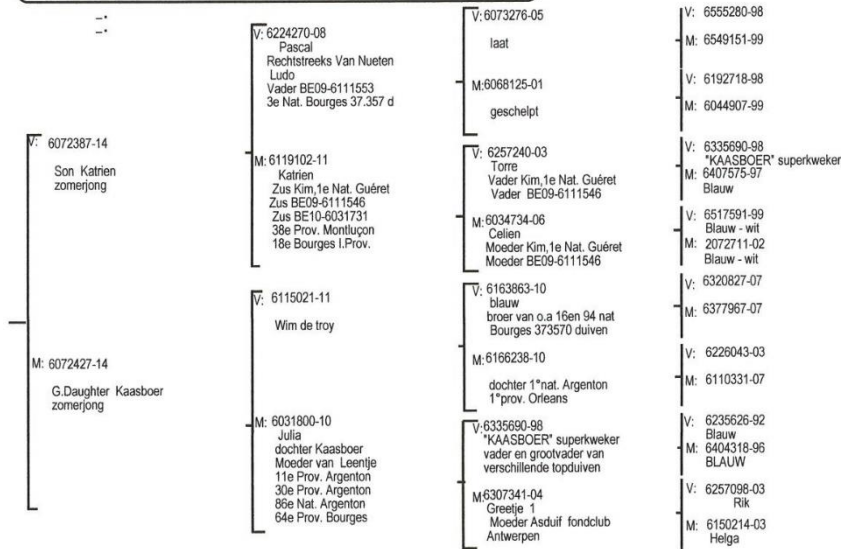 V: 6072387-14
Son Katrien
zomerjong
M: 6072427-14
G.Daughter Kaasboer
zomerjong
V: 6224270-08
Pascal
Rechtstreeks Van Nueten
Ludo
Vader BE09-6111553
3e Nat. Bourges 37.357 d
M: 6119102-11
Katrien
Zus Kim,1e Nat. Guéret
Zus BE09-6111546
Zus BE10-6031731
38e Prov. Montluçon
18e Bourges I.Prov.
V: 6115021-11
Wim de troy
M: 6031800-10
Julia
dochter Kaasboer
Moeder van Leentje
11e Prov. Argenton
30e Prov. Argenton
86e Nat. Argenton
64e Prov. Bourges
V: 6073276-05
laat
M:6068125-01
geschelpt
V: 6257240-03
Torre
Vader Kim,1e Nat. Guéret
Vader BE09-6111546
M:6034734-06
Celien
Moeder Kim,1e Nat. Guéret
Moeder BE09-6111546
V: 6163863-10
blauw
broer van o.a 16en 94 nat
Bourges 373570 duiven
M: 6166238-10
dochter 1°nat. Argenton
1°prov. Orleans
V:6335690-98
"KAASBOER" superkweker
vader en grootvader van
verschillende topduiven
M:6307341-04
Greetje 1
Moeder Asduif fondclub
Antwerpen
V: 6555280-98
M: 6549151-99
V: 6192718-98
M: 6044907-99
V: 6335690-98
"KAASBOER" superkweker
M: 6407575-97
Blauw
V: 6517591-99
Blauw - wit
M: 2072711-02
Blauw - wit
V: 6320827-07
M: 6377967-07
V: 6226043-03
M: 6110331-07
V: 6235626-92
Blauw
M: 6404318-96
BLAUW
V: 6257098-03
Rik
M: 6150214-03
Helga